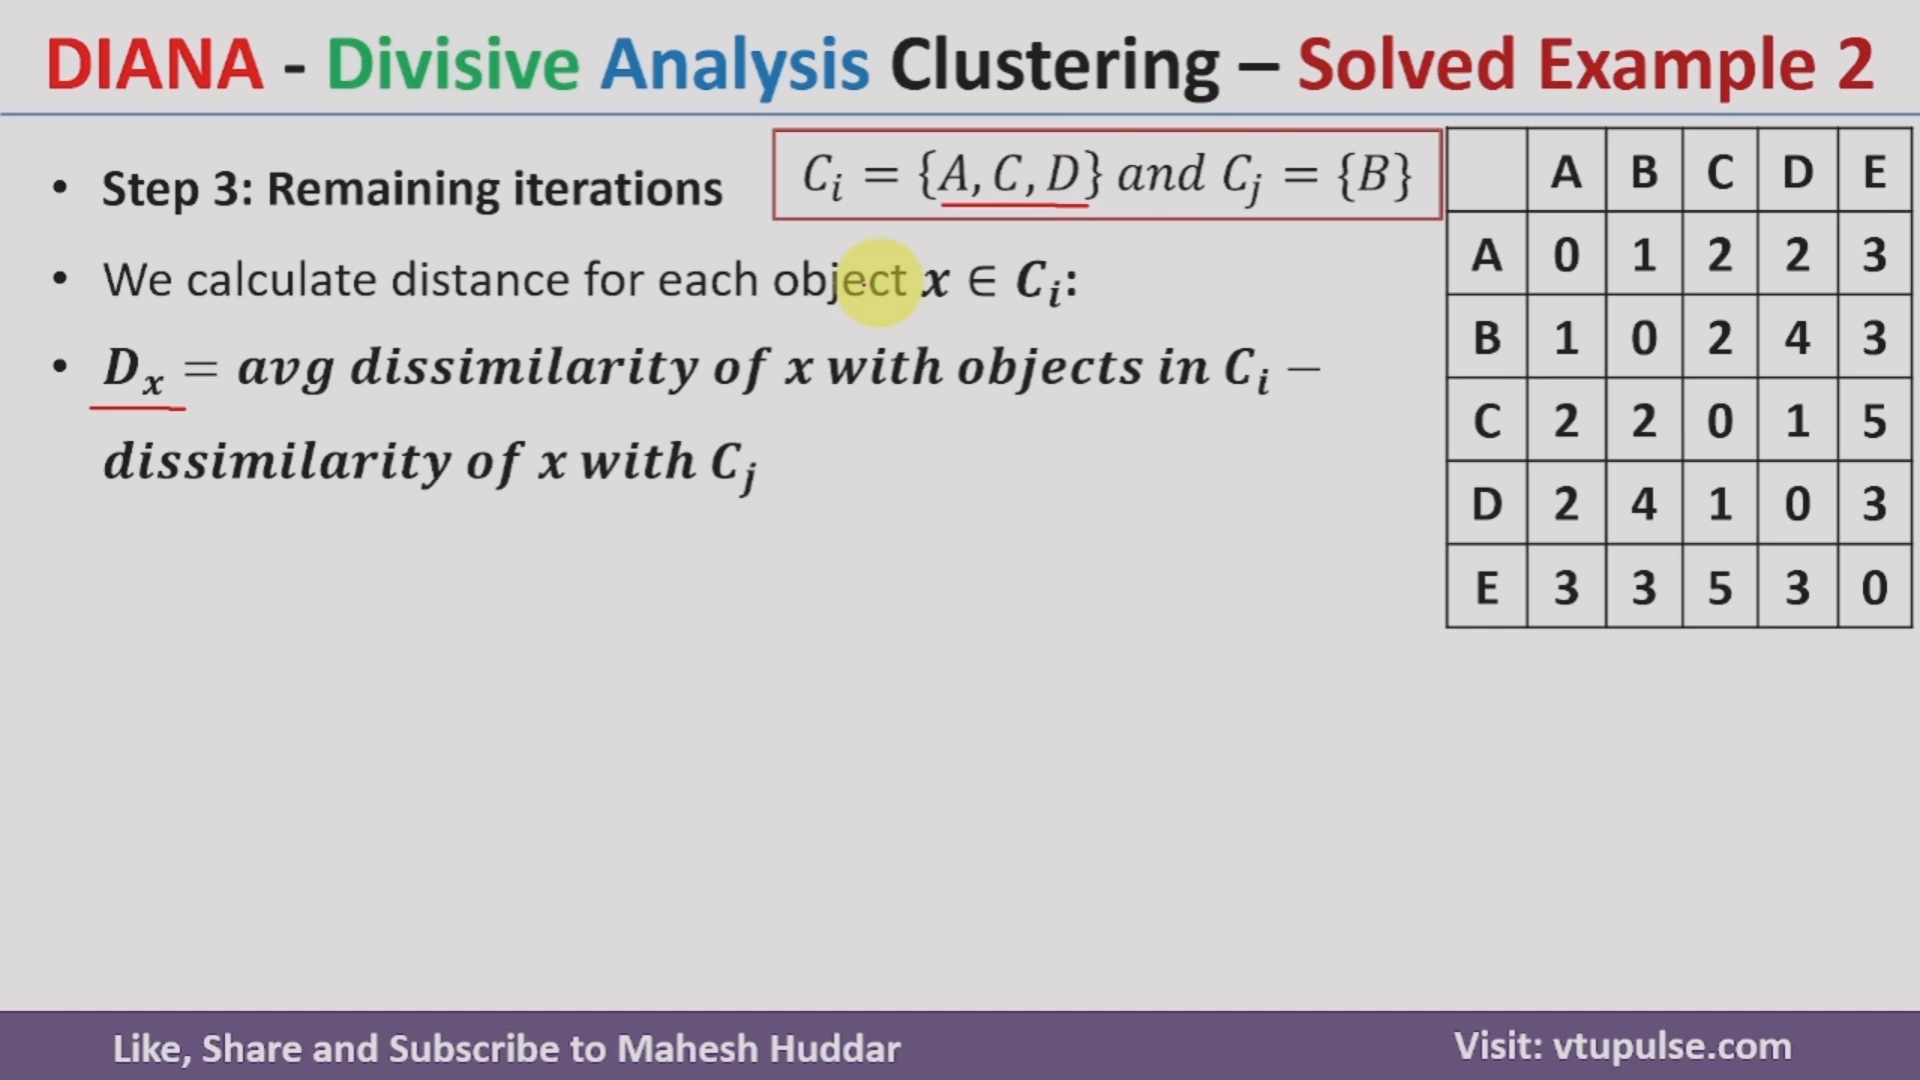 DIANA - Divisive Analysis Clustering – Solved Example 2
• Step 3: Remaining iterations
Cᵢ = {A, C, D} and Cⱼ = {B}
• We calculate distance for each object x ∈ Cᵢ:
• Dₓ = avg dissimilarity of x with objects in Cᵢ −
dissimilarity of x with Cⱼ
A B C D E
A 0 1 2 2 3
B 1 0 2 4 3
C 2 2 0 1 5
D 2 4 1 0 3
E 3 3 5 3 0
Like, Share and Subscribe to Mahesh Huddar
Visit: vtupulse.com